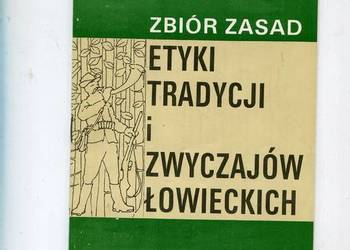 ZBIÓR ZASAD
ETYKI
TRADYCJI
i
ZWYCZAJÓW
ŁOWIECKICH